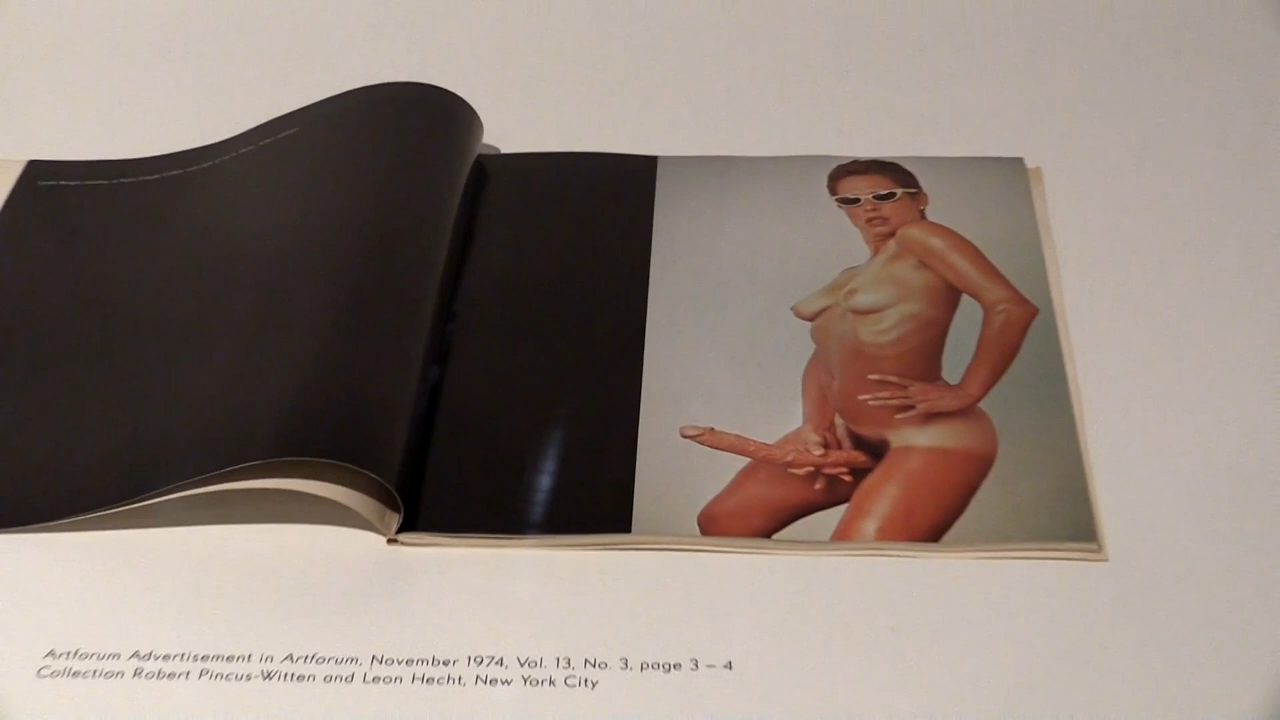 Artforum Advertisement in Artforum, November 1974, Vol. 13, No. 3, page 3 – 4
Collection Robert Pincus-Witten and Leon Hecht, New York City